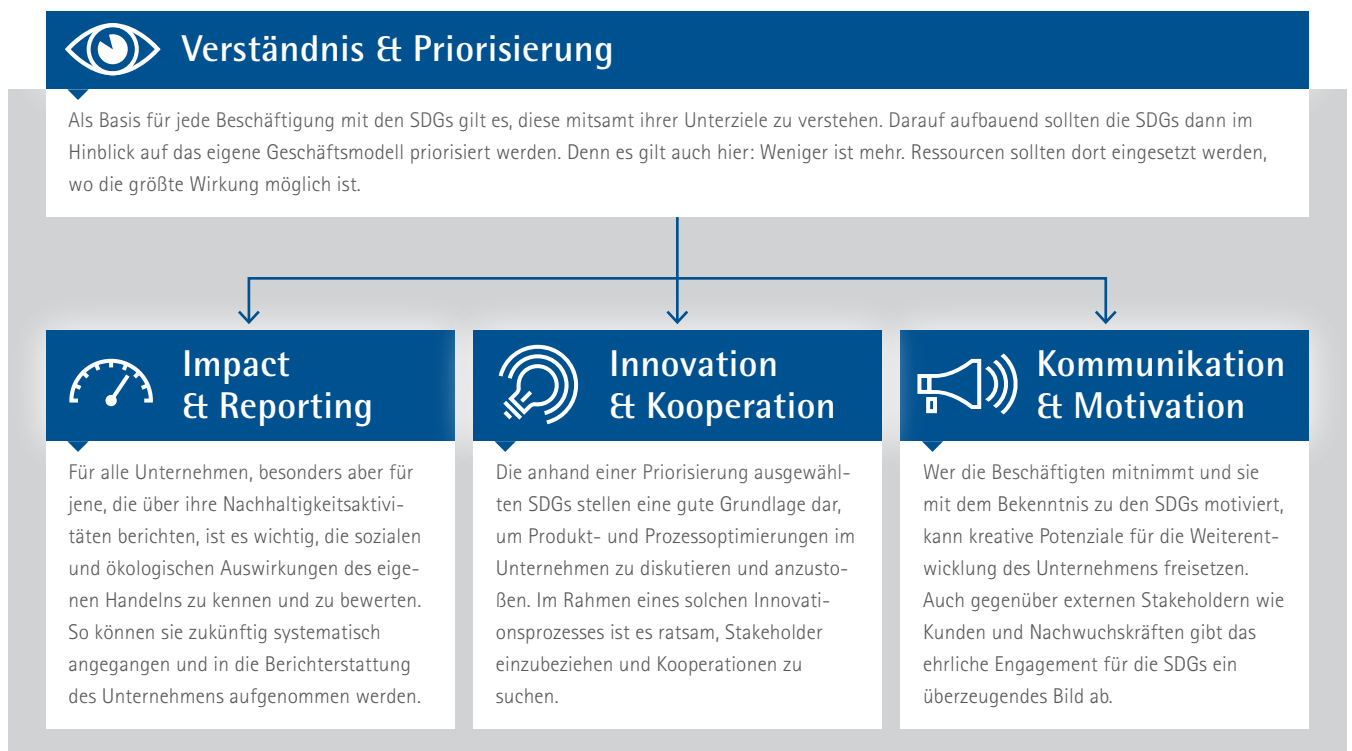 Verständnis & Priorisierung
Als Basis für jede Beschäftigung mit den SDGs gilt es, diese mitsamt ihrer Unterziele zu verstehen. Darauf aufbauend sollten die SDGs dann im
Hinblick auf das eigene Geschäftsmodell priorisiert werden. Denn es gilt auch hier: Weniger ist mehr. Ressourcen sollten dort eingesetzt werden,
wo die größte Wirkung möglich ist.
Impact
& Reporting
Für alle Unternehmen, besonders aber für
jene, die über ihre Nachhaltigkeitsaktivi-
täten berichten, ist es wichtig, die sozialen
und ökologischen Auswirkungen des eige-
nen Handelns zu kennen und zu bewerten.
So können sie zukünftig systematisch
angegangen und in die Berichterstattung
des Unternehmens aufgenommen werden.
Innovation
& Kooperation
Die anhand einer Priorisierung ausgewähl-
ten SDGs stellen eine gute Grundlage dar,
um Produkt- und Prozessoptimierungen im
Unternehmen zu diskutieren und anzusto-
ßen. Im Rahmen eines solchen Innovati-
onsprozesses ist es ratsam, Stakeholder
einzubeziehen und Kooperationen zu
suchen.
Kommunikation
& Motivation
Wer die Beschäftigten mitnimmt und sie
mit dem Bekenntnis zu den SDGs motiviert,
kann kreative Potenziale für die Weiterent-
wicklung des Unternehmens freisetzen.
Auch gegenüber externen Stakeholdern wie
Kunden und Nachwuchskräften gibt das
ehrliche Engagement für die SDGs ein
überzeugendes Bild ab.